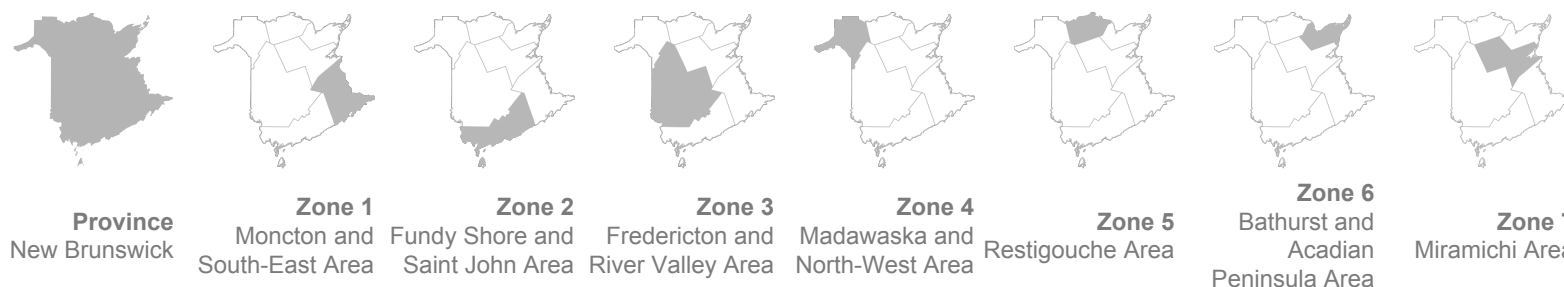 Province
New Brunswick
Zone 1
Moncton and
South-East Area
Zone 2
Fundy Shore and
Saint John Area
Zone 3
Fredericton and
River Valley Area
Zone 4
Madawaska and
North-West Area
Zone 5
Restigouche Area
Zone 6
Bathurst and
Acadian
Peninsula Area
Zone 7
Miramichi Area